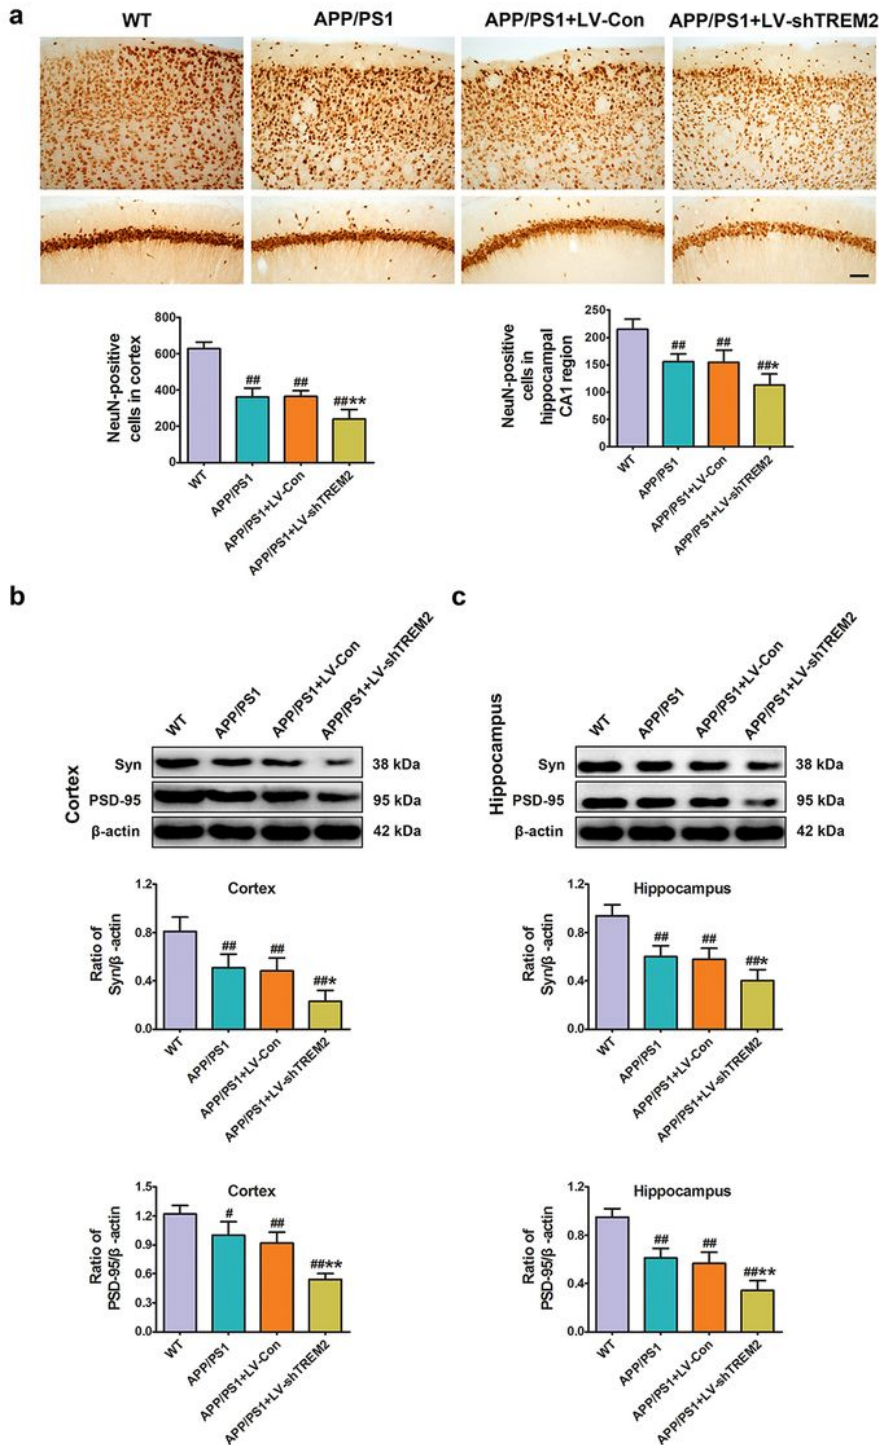 a
WT
APP/PS1
APP/PS1+LV-Con
APP/PS1+LV-shTREM2
NeuN-positive
cells in cortex
800
600
400
200
0
##
##
##**
WT
APP/PS1
APP/PS1+LV-Con
APP/PS1+LV-shTREM2
NeuN-positive
cells in
hippocampal
CA1 region
250
200
150
100
50
0
##
##
##*
WT
APP/PS1
APP/PS1+LV-Con
APP/PS1+LV-shTREM2
b
Cortex
WT
APP/PS1
APP/PS1+LV-Con
APP/PS1+LV-shTREM2
Syn
38 kDa
PSD-95
95 kDa
β-actin
42 kDa
Cortex
Ratio of
Syn/β -actin
1.2
0.8
0.4
0.0
##
##
##*
WT
APP/PS1
APP/PS1+LV-Con
APP/PS1+LV-shTREM2
Cortex
Ratio of
PSD-95/β -actin
1.5
1.2
0.9
0.6
0.3
0.0
#
##
##**
WT
APP/PS1
APP/PS1+LV-Con
APP/PS1+LV-shTREM2
c
Hippocampus
WT
APP/PS1
APP/PS1+LV-Con
APP/PS1+LV-shTREM2
Syn
38 kDa
PSD-95
95 kDa
β-actin
42 kDa
Hippocampus
Ratio of
Syn/β -actin
1.2
0.8
0.4
0.0
##
##
##*
WT
APP/PS1
APP/PS1+LV-Con
APP/PS1+LV-shTREM2
Hippocampus
Ratio of
PSD-95/β -actin
1.2
0.8
0.4
0.0
##
##
##**
WT
APP/PS1
APP/PS1+LV-Con
APP/PS1+LV-shTREM2